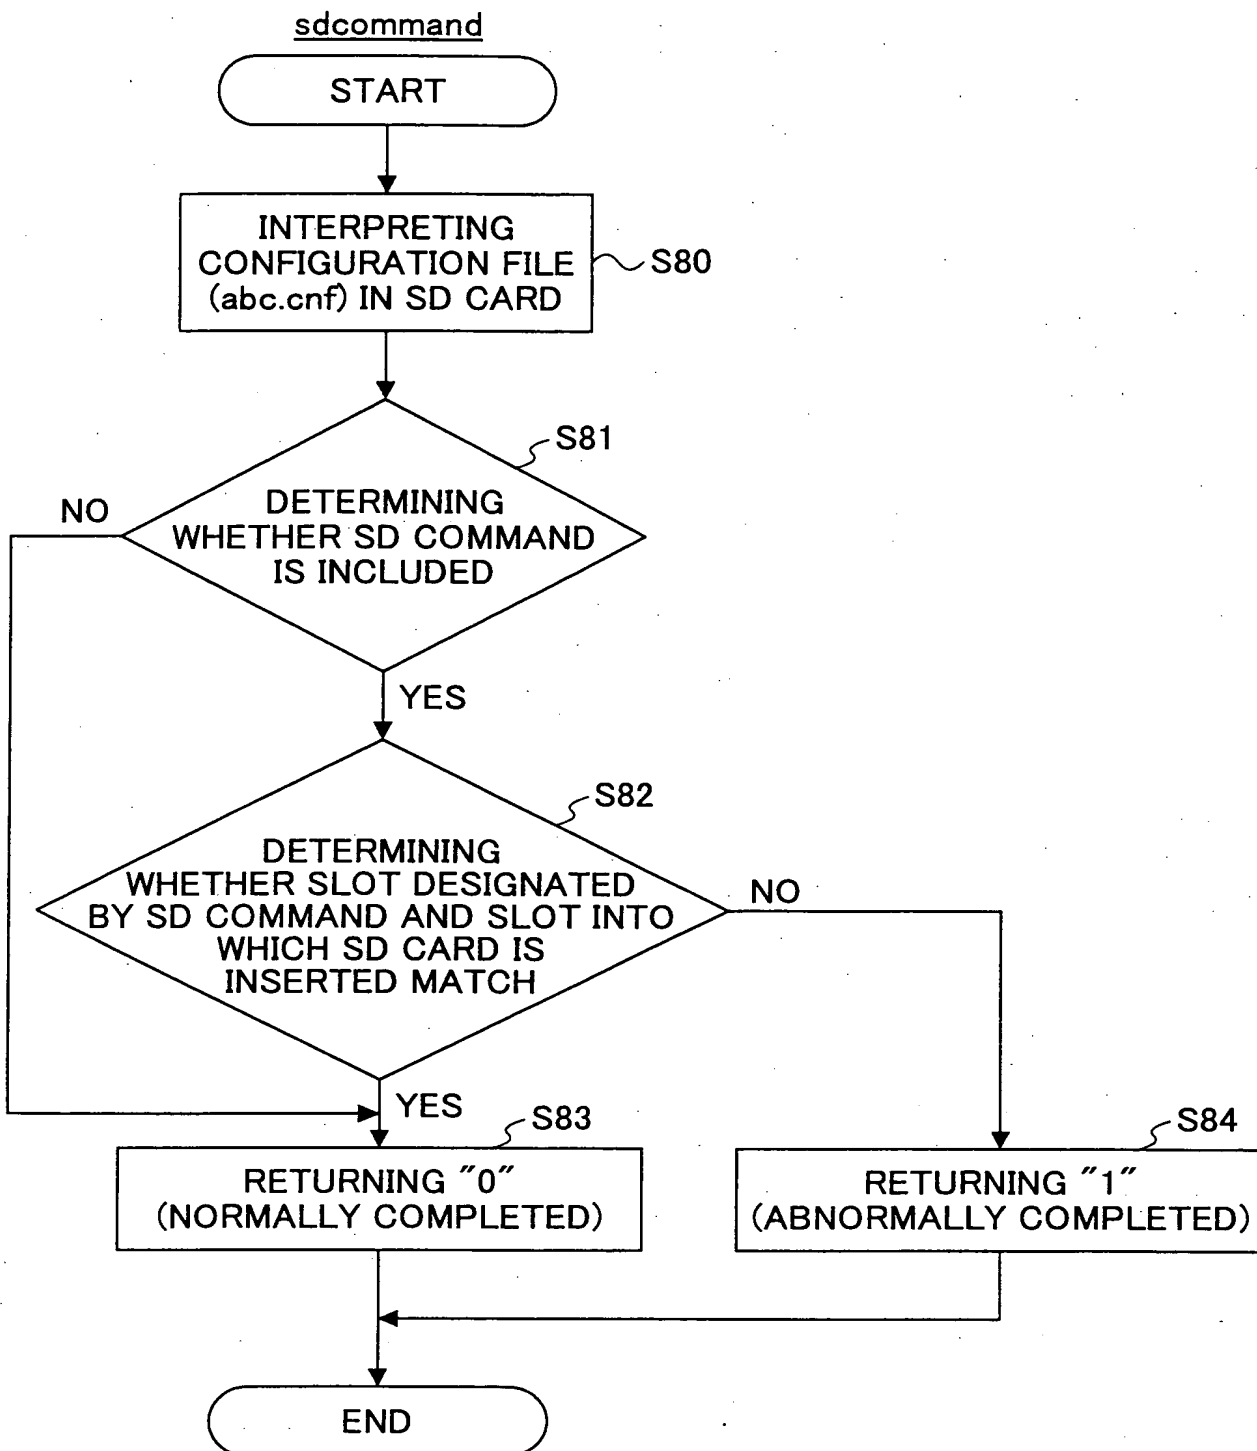 sdcommand
START
INTERPRETING
CONFIGURATION FILE
(abc.cnf) IN SD CARD
S80
S81
NO
DETERMINING
WHETHER SD COMMAND
IS INCLUDED
YES
S82
DETERMINING
WHETHER SLOT DESIGNATED
BY SD COMMAND AND SLOT INTO
WHICH SD CARD IS
INSERTED MATCH
NO
YES
S83
S84
RETURNING "0"
(NORMALLY COMPLETED)
RETURNING "1"
(ABNORMALLY COMPLETED)
END